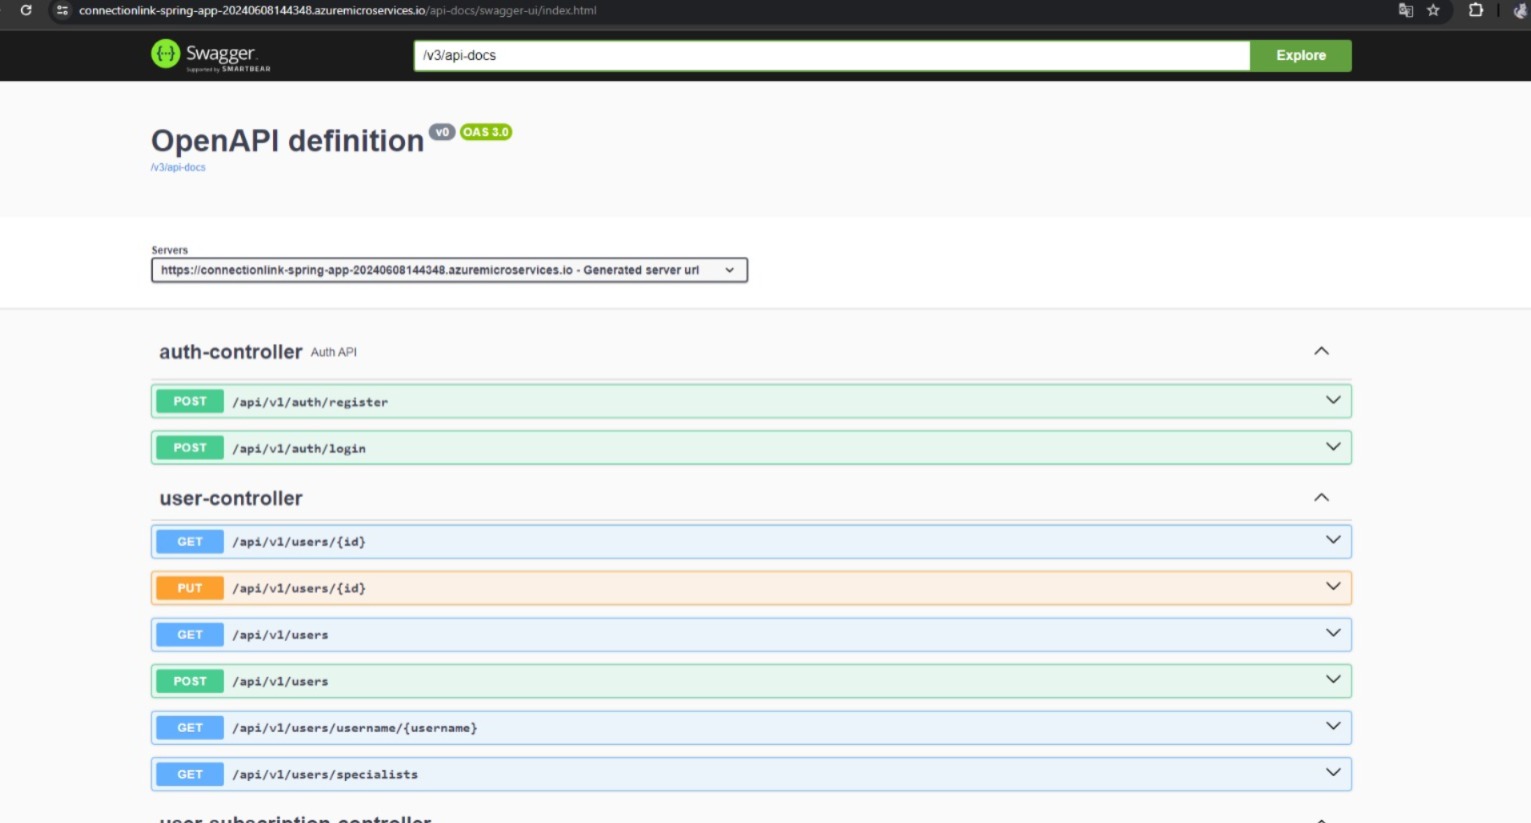 connectionlink-spring-app-20240608144348.azuremicroservices.io/api-docs/swagger-ui/index.html
{···} Swagger.
Supported by SMARTBEAR
/v3/api-docs
Explore
OpenAPI definition v0 OAS 3.0
/v3/api-docs
Servers
https://connectionlink-spring-app-20240608144348.azuremicroservices.io - Generated server url
auth-controller Auth API
POST /api/v1/auth/register
POST /api/v1/auth/login
user-controller
GET /api/v1/users/{id}
PUT /api/v1/users/{id}
GET /api/v1/users
POST /api/v1/users
GET /api/v1/users/username/{username}
GET /api/v1/users/specialists
user-subscription-controller